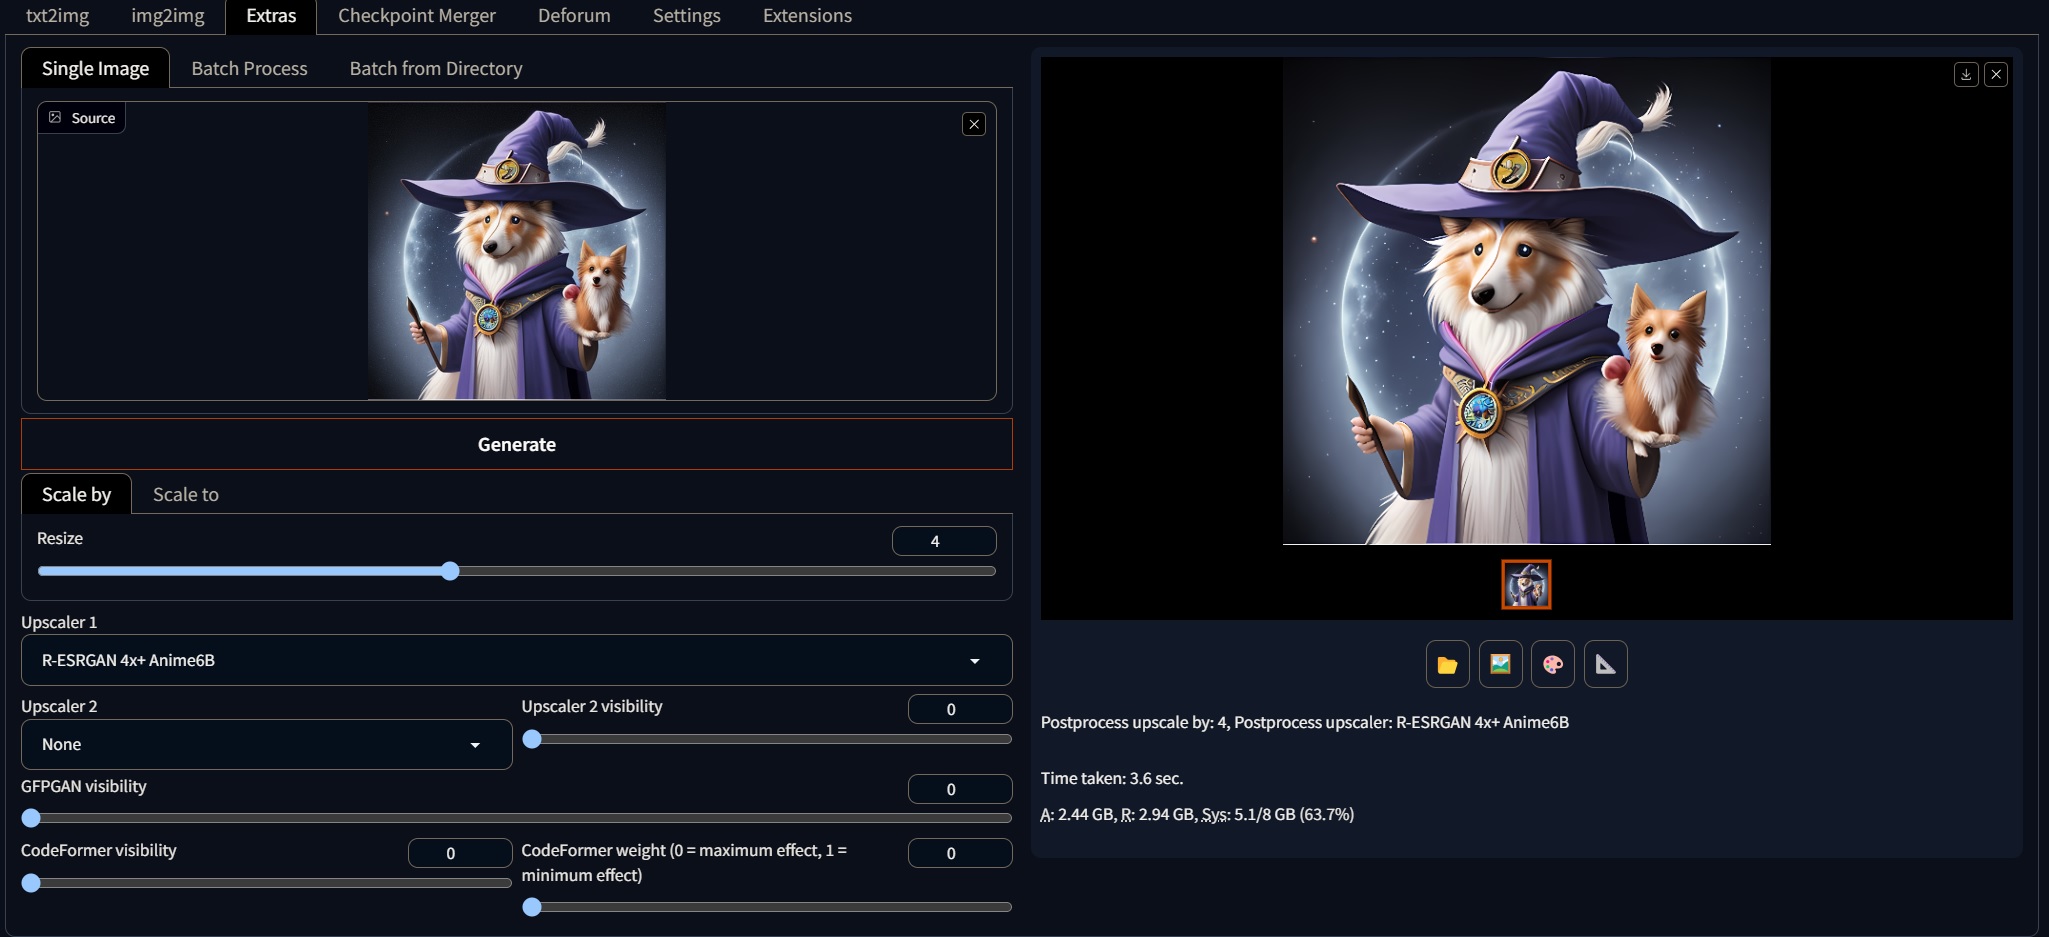 txt2img img2img Extras Checkpoint Merger Deforum Settings Extensions
Single Image Batch Process Batch from Directory
Source
Generate
Scale by Scale to
Resize 4
Upscaler 1
R-ESRGAN 4x+ Anime6B
Upscaler 2
None
Upscaler 2 visibility 0
GFPGAN visibility 0
CodeFormer visibility 0
CodeFormer weight (0 = maximum effect, 1 =
minimum effect)
0
Postprocess upscale by: 4, Postprocess upscaler: R-ESRGAN 4x+ Anime6B
Time taken: 3.6 sec.
A: 2.44 GB, R: 2.94 GB, Sys: 5.1/8 GB (63.7%)